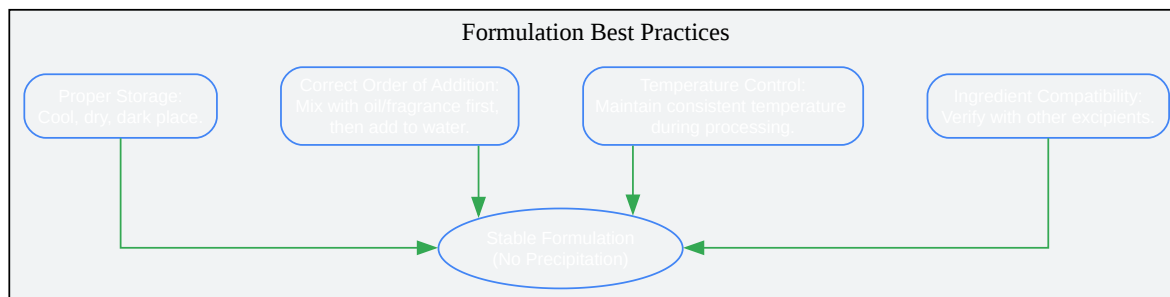 Formulation Best Practices
Proper Storage:
Cool, dry, dark place.
Correct Order of Addition:
Mix with oil/fragrance first,
then add to water.
Temperature Control:
Maintain consistent temperature
during processing.
Ingredient Compatibility:
Verify with other excipients.
Stable Formulation
(No Precipitation)